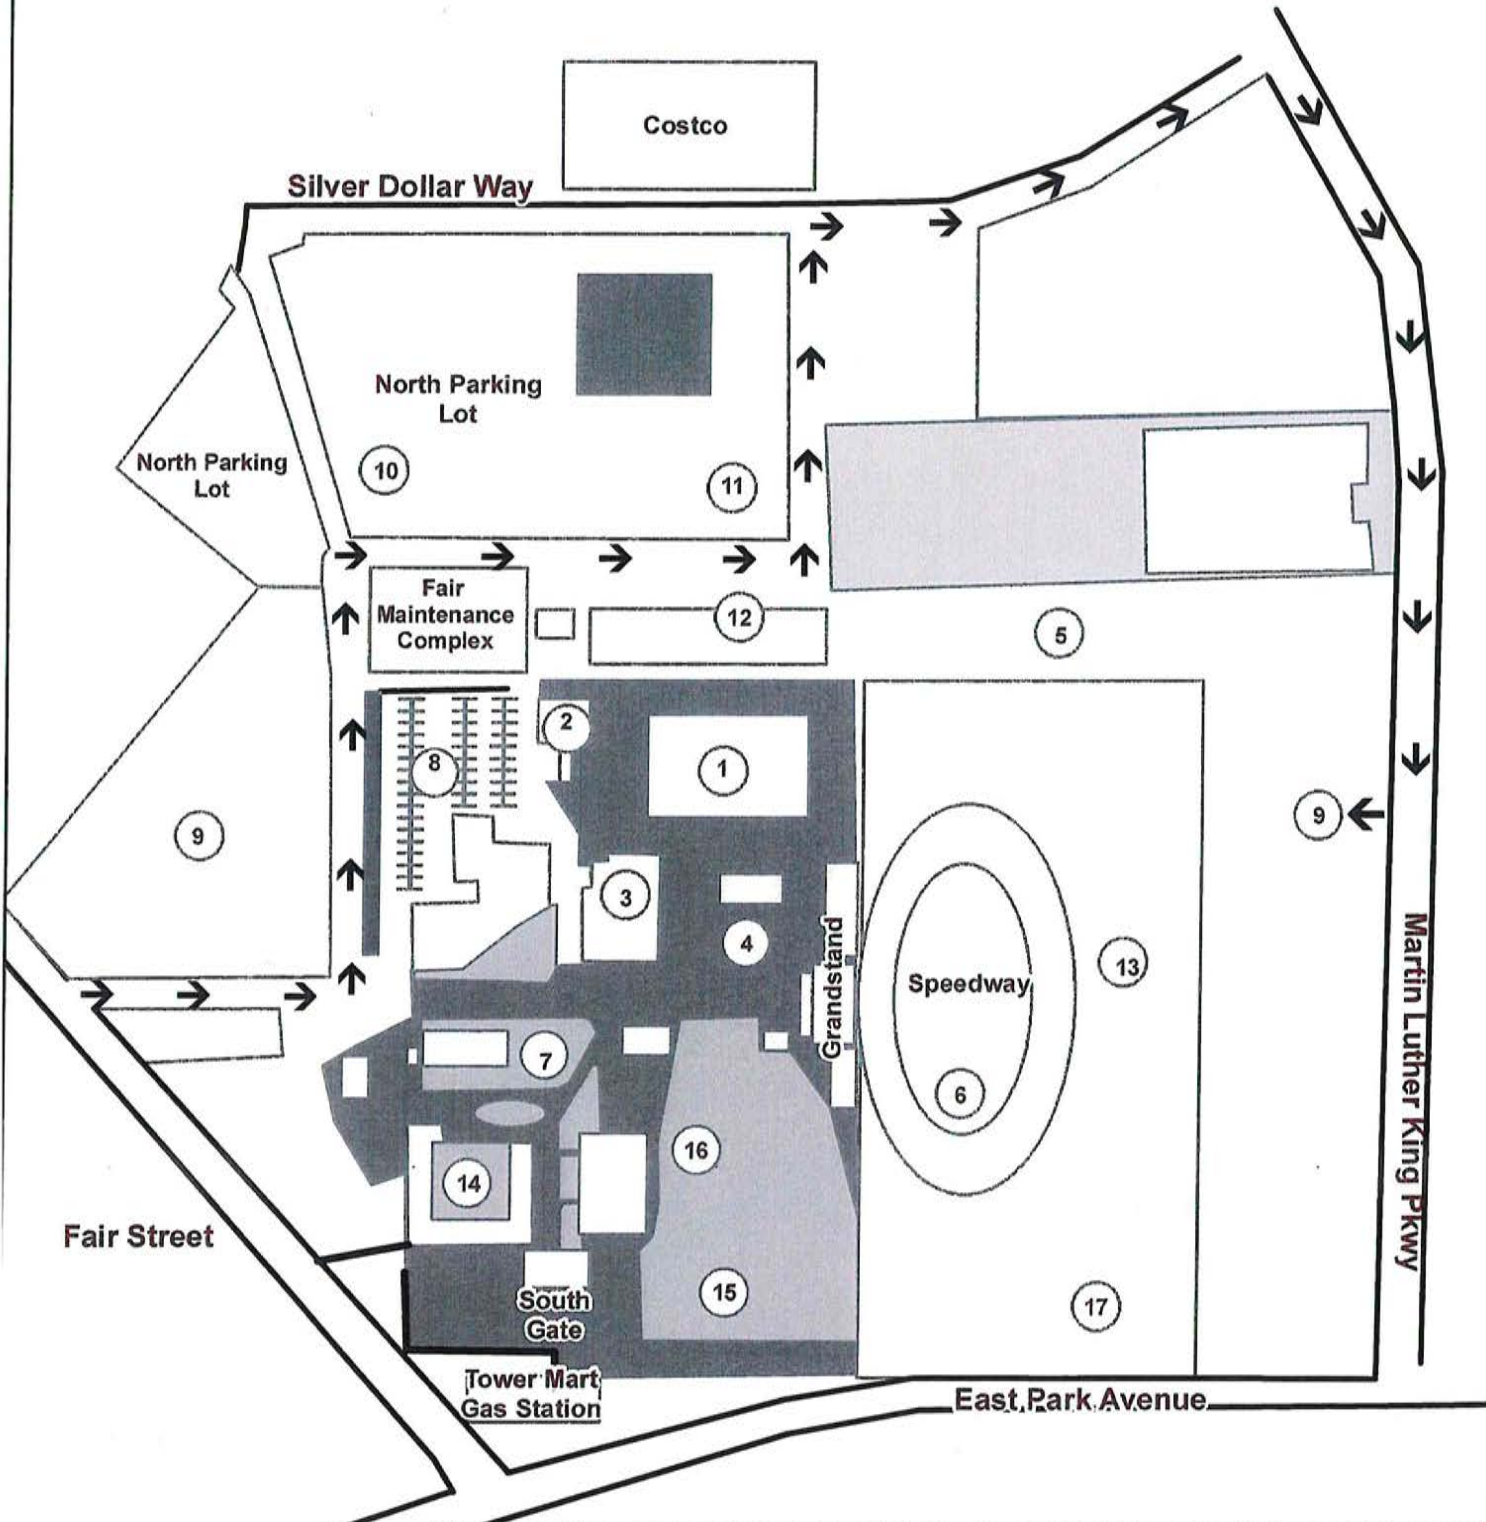 Costco
Silver Dollar Way
North Parking
Lot
North Parking
Lot
10
11
Fair
Maintenance
Complex
12
5
2
1
8
9
9
3
4
Grandstand
Speedway
13
Martin Luther King Pkwy
7
6
16
14
Fair Street
15
17
South
Gate
Tower Mart
Gas Station
East Park Avenue